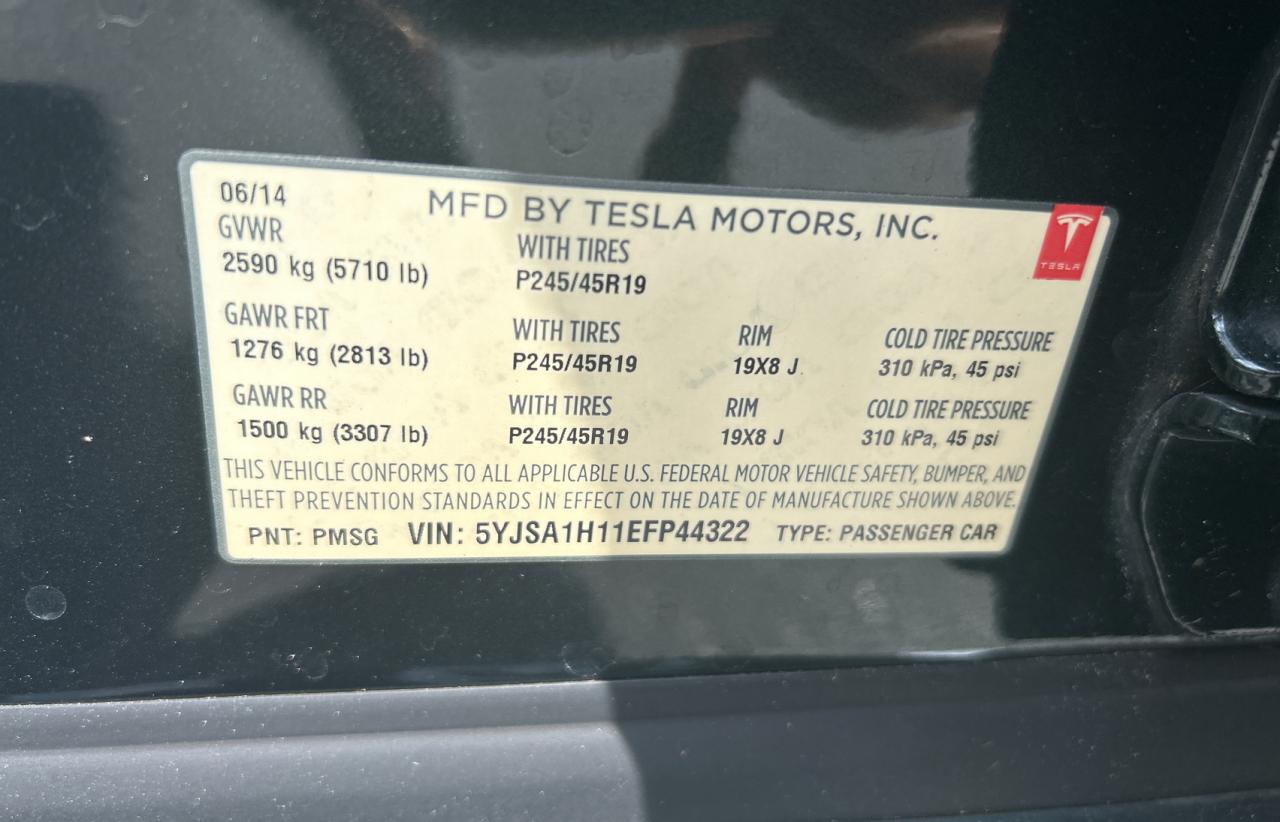 06/14 MFD BY TESLA MOTORS, INC.
TESLA
GVWR WITH TIRES
2590 kg (5710 lb) P245/45R19
GAWR FRT WITH TIRES RIM COLD TIRE PRESSURE
1276 kg (2813 lb) P245/45R19 19X8 J 310 kPa, 45 psi
GAWR RR WITH TIRES RIM COLD TIRE PRESSURE
1500 kg (3307 lb) P245/45R19 19X8 J 310 kPa, 45 psi
THIS VEHICLE CONFORMS TO ALL APPLICABLE U.S. FEDERAL MOTOR VEHICLE SAFETY, BUMPER, AND
THEFT PREVENTION STANDARDS IN EFFECT ON THE DATE OF MANUFACTURE SHOWN ABOVE.
PNT: PMSG VIN: 5YJSA1H11EFP44322 TYPE: PASSENGER CAR